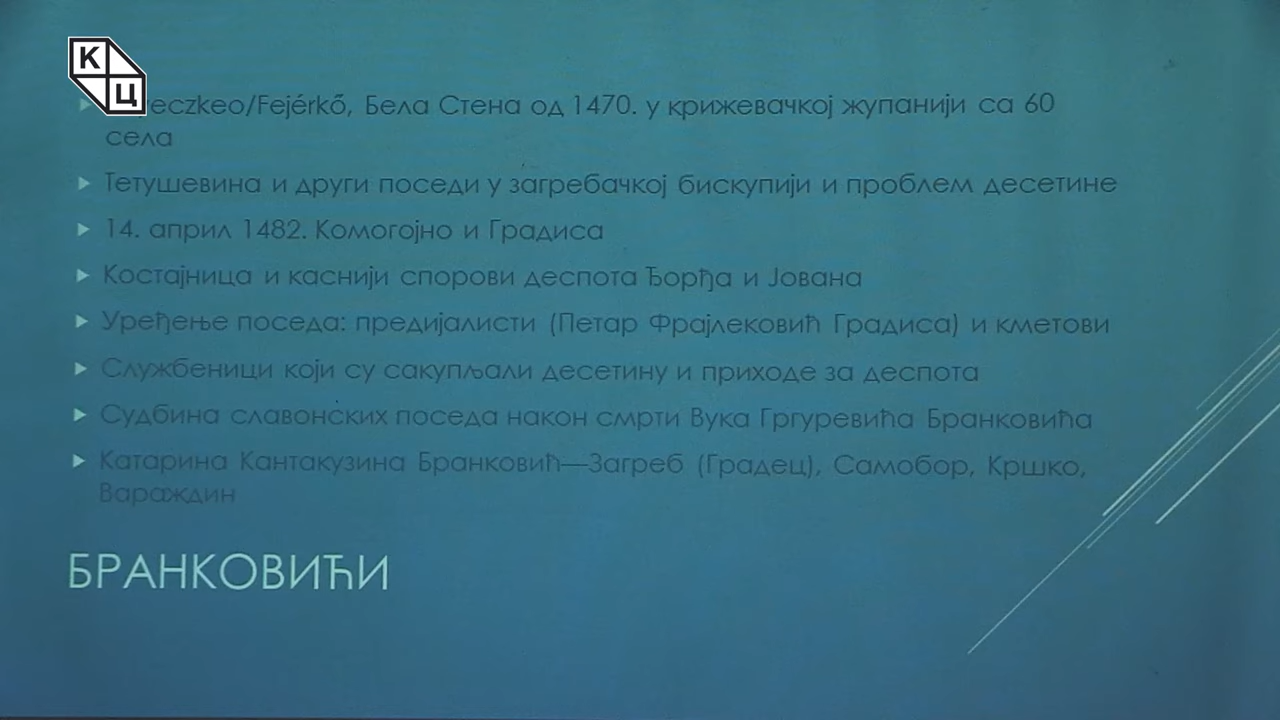 К
Ц
Fejérkő, Бела Стена од 1470. у крижевачкој жупанији са 60
села
Тетушевина и други поседи у загребачкој бискупији и проблем десетине
14. април 1482. Комогојно и Градиса
Костајница и каснији спорови деспота Ђорђа и Јована
Уређење поседа: предијалисти (Петар Фрајлековић Градиса) и кметови
Службеници који су сакупљали десетину и приходе за деспота
Судбина славонских поседа након смрти Вука Гргуревића Бранковића
Катарина Кантакузина Бранковић—Загреб (Градец), Самобор, Кршко,
Вараждин
БРАНКОВИЋИ